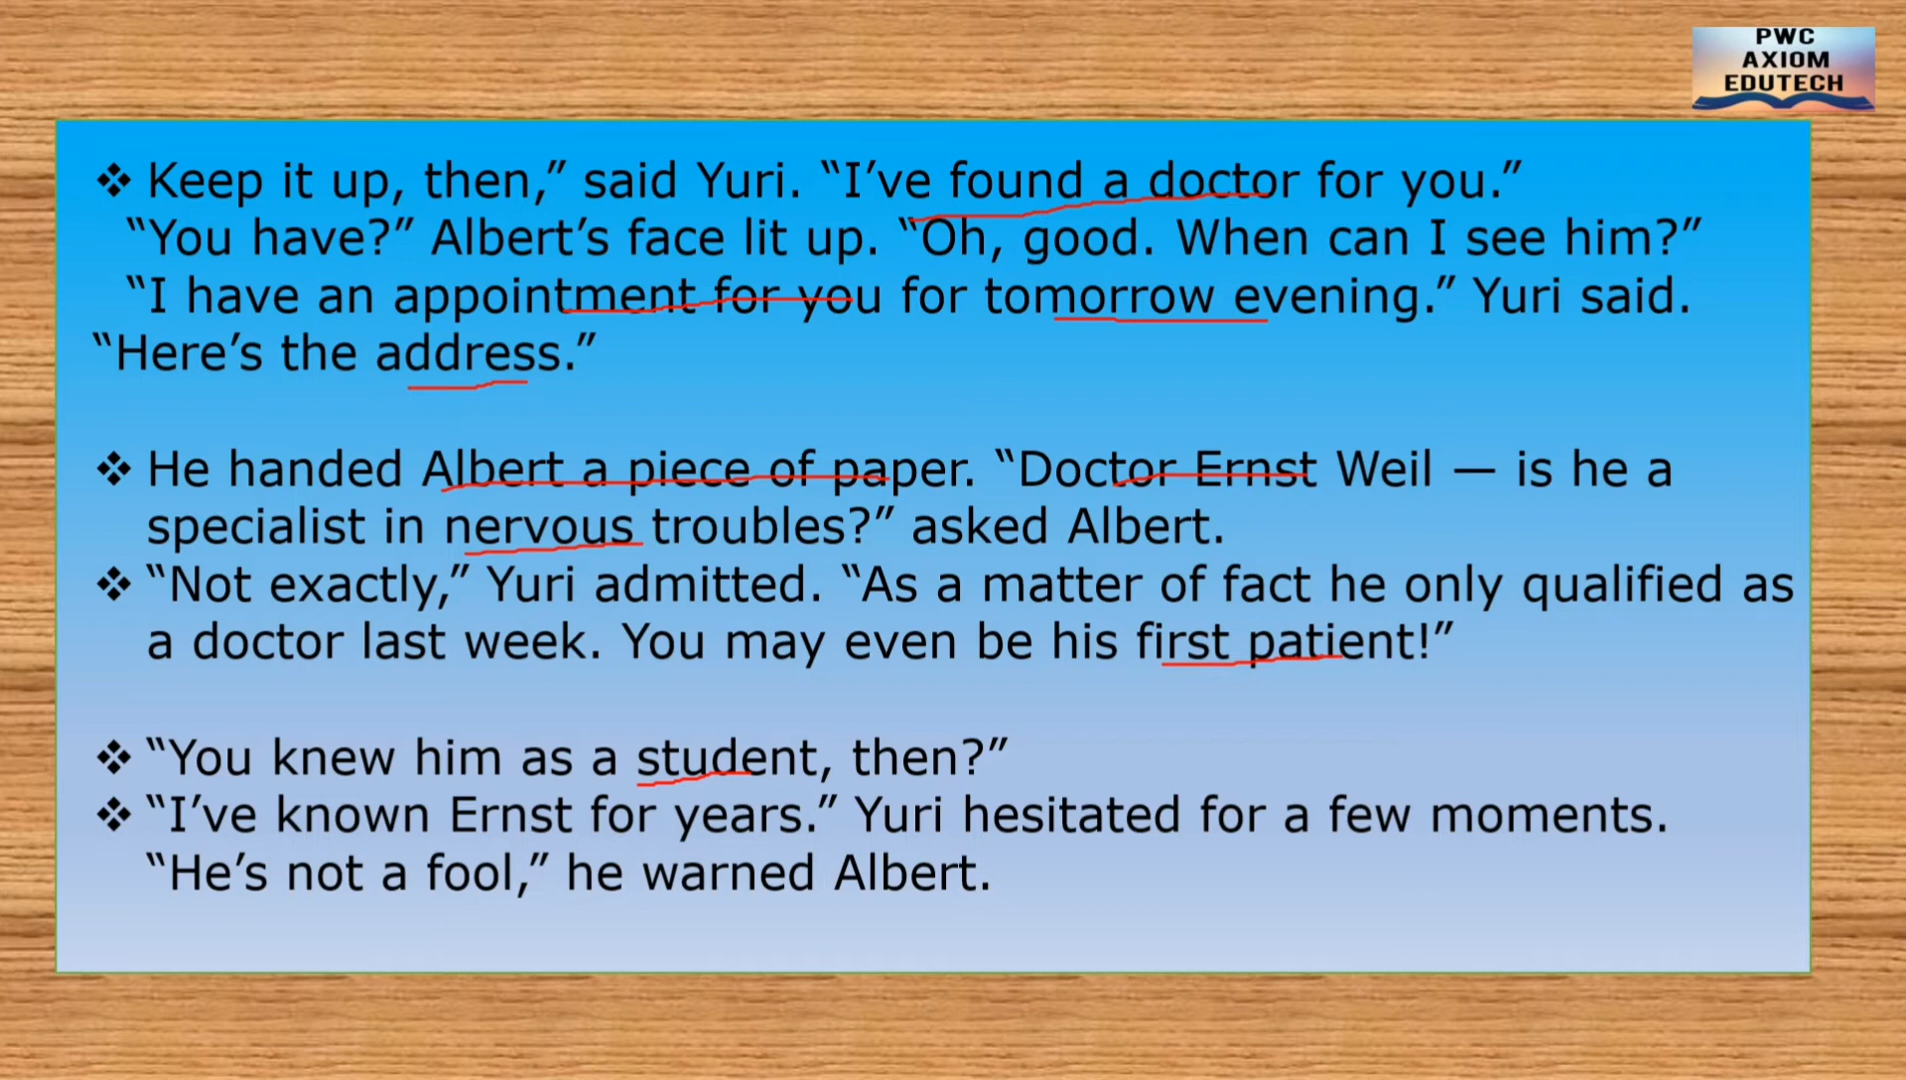 PWC
AXIOM
EDUTECH
❖ Keep it up, then,” said Yuri. “I’ve found a doctor for you.”
“You have?” Albert’s face lit up. “Oh, good. When can I see him?”
“I have an appointment for you for tomorrow evening.” Yuri said.
“Here’s the address.”
❖ He handed Albert a piece of paper. “Doctor Ernst Weil — is he a
specialist in nervous troubles?” asked Albert.
❖ “Not exactly,” Yuri admitted. “As a matter of fact he only qualified as
a doctor last week. You may even be his first patient!”
❖ “You knew him as a student, then?”
❖ “I’ve known Ernst for years.” Yuri hesitated for a few moments.
“He’s not a fool,” he warned Albert.